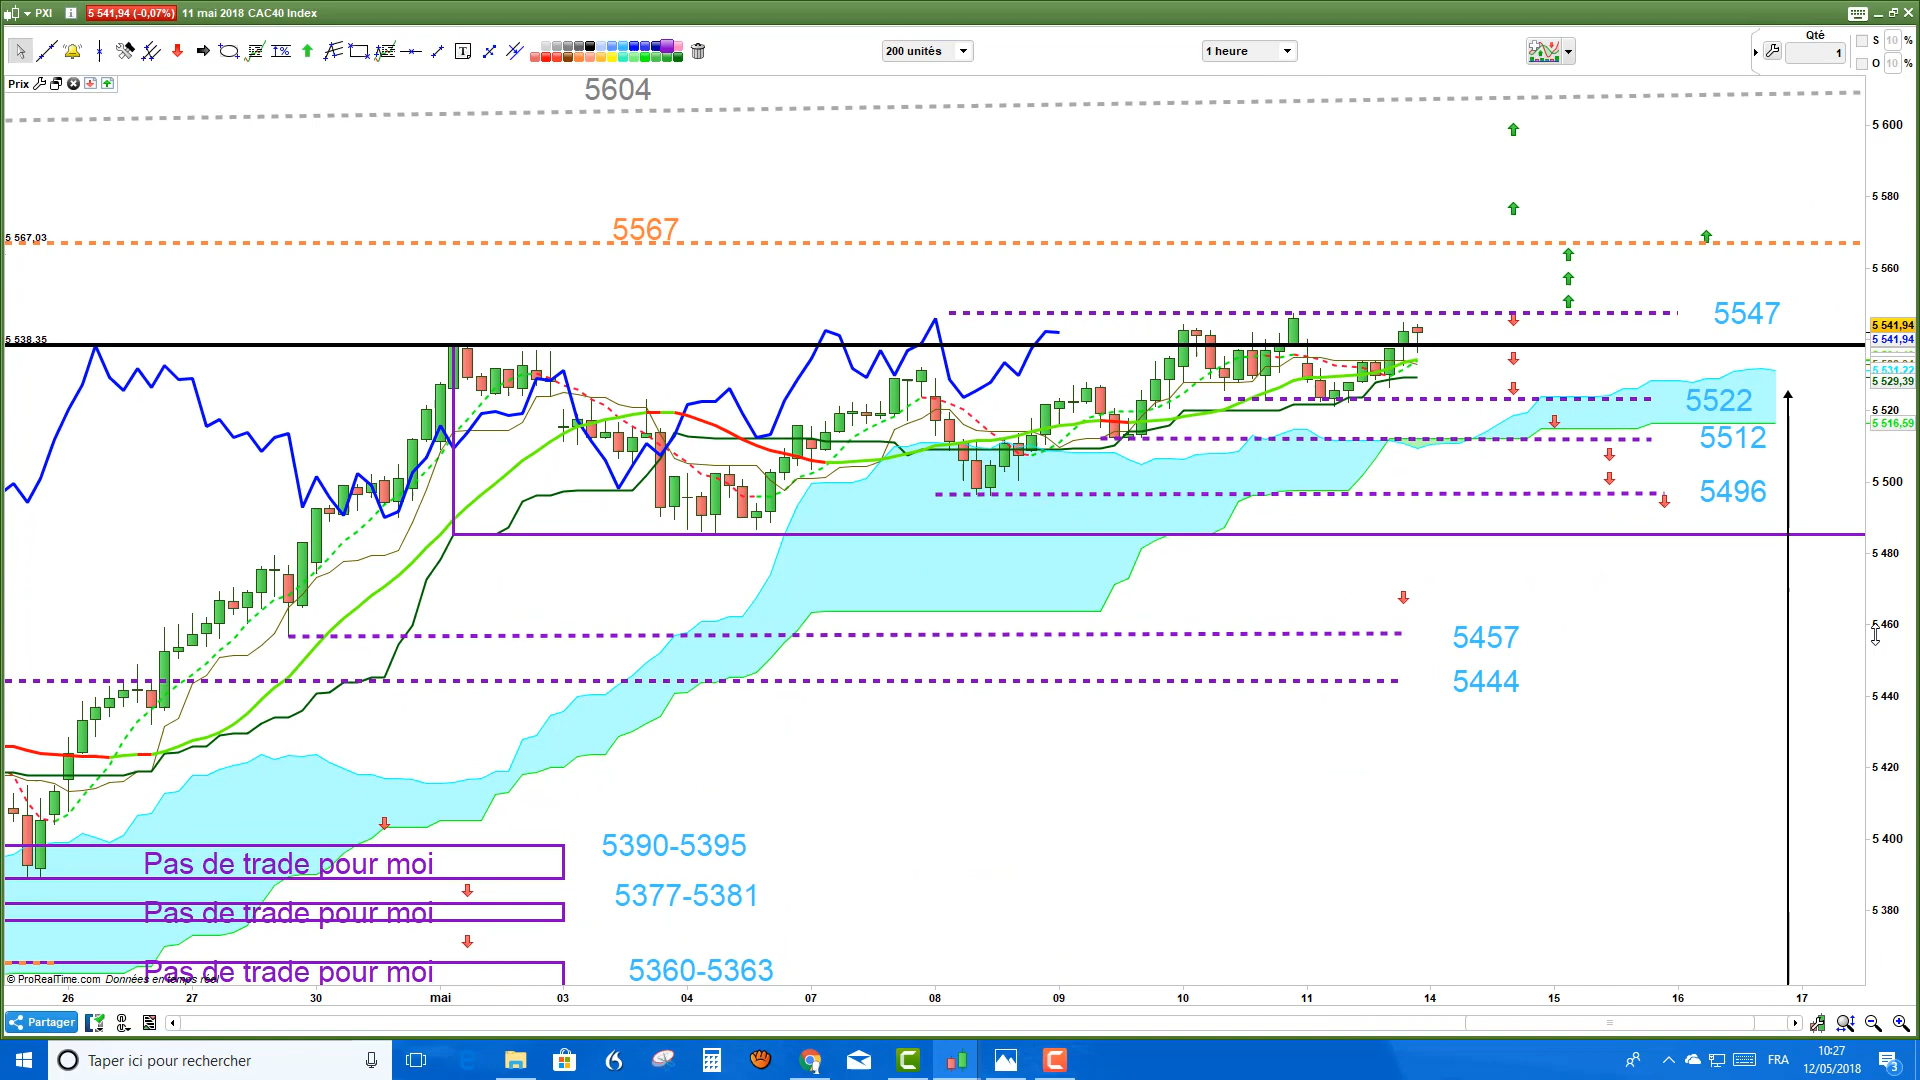 PXI 5 541,94 (-0,07%) 11 mai 2018 CAC40 Index
200 unités
1 heure
Qté
1
S 10 %
O 10 %
Prix
5604
5 600
5 580
5567
5 567,03
5 560
5547
5 541,94
5 541,94
5 538,35
5 531,22
5 529,39
5522
5 520
5 516,59
5512
5 500
5496
5 480
5 460
5457
5444
5 440
5 420
5 400
5390-5395
Pas de trade pour moi
5377-5381
Pas de trade pour moi
5 380
5360-5363
Pas de trade pour moi
© ProRealTime.com Données en temps réel
26 27 30 mai 03 04 07 08 09 10 11 14 15 16 17
Partager
Taper ici pour rechercher
FRA
10:27
12/05/2018
3